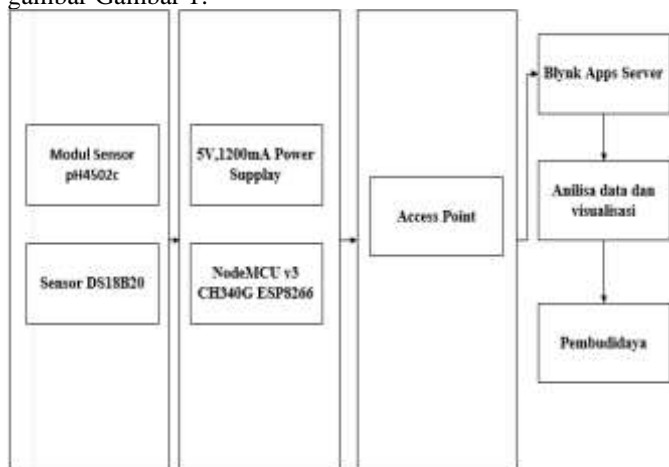 gambar Gambar 1.
Modul Sensor
pH4502c
Sensor DS18B20
5V,1200mA Power
Supplay
NodeMCU v3
CH340G ESP8266
Access Point
Blynk Apps Server
Anilisa data dan
visualisasi
Pembudidaya